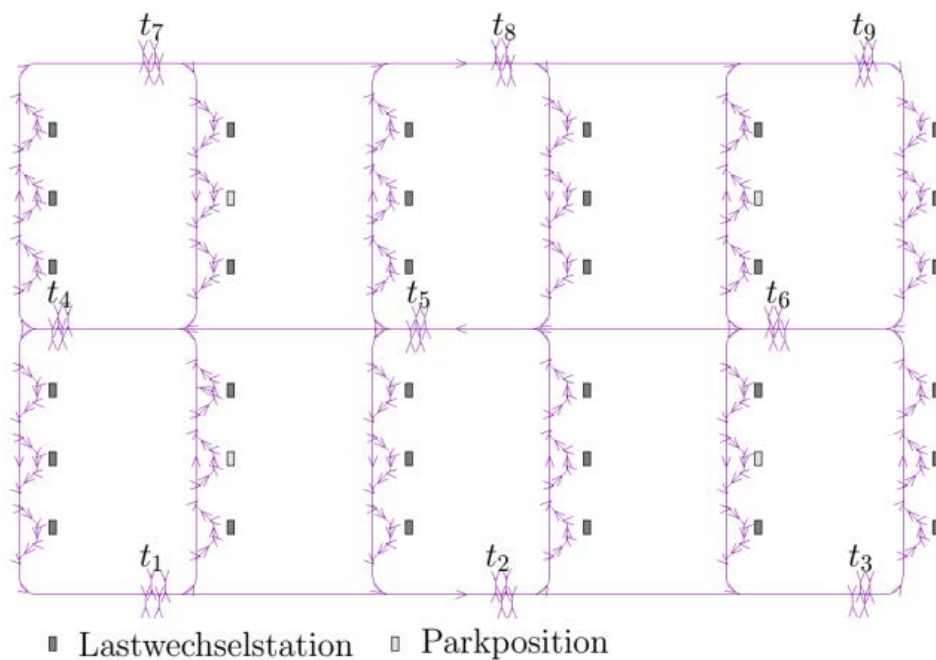 t₇ t₈ t₉
t₄ t₅ t₆
t₁ t₂ t₃
Lastwechselstation Parkposition